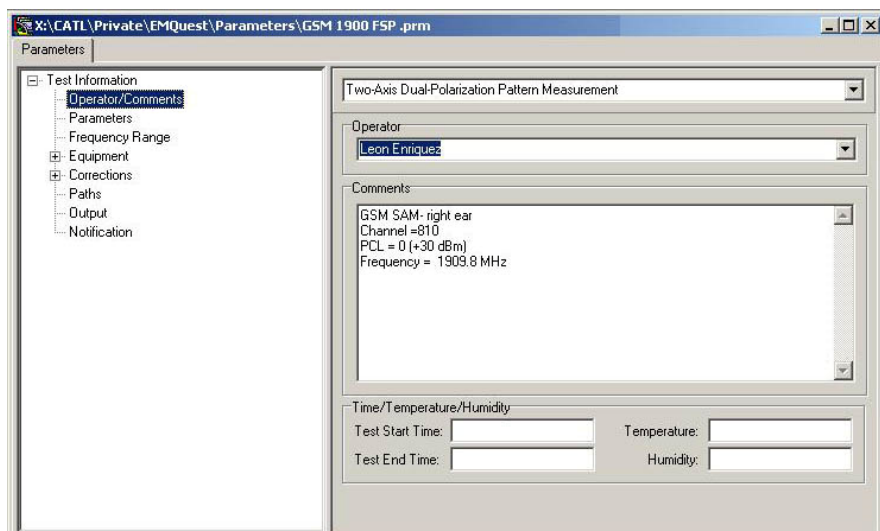 X:\CATL\Private\EMQuest\Parameters\GSM 1900 FSP .prm
Parameters
Test Information
Operator/Comments
Parameters
Frequency Range
Equipment
Corrections
Paths
Output
Notification
Two-Axis Dual-Polarization Pattern Measurement
Operator
Leon Enriquez
Comments
GSM SAM- right ear
Channel =810
PCL = 0 (+30 dBm)
Frequency = 1909.8 MHz
Time/Temperature/Humidity
Test Start Time: Temperature:
Test End Time: Humidity: